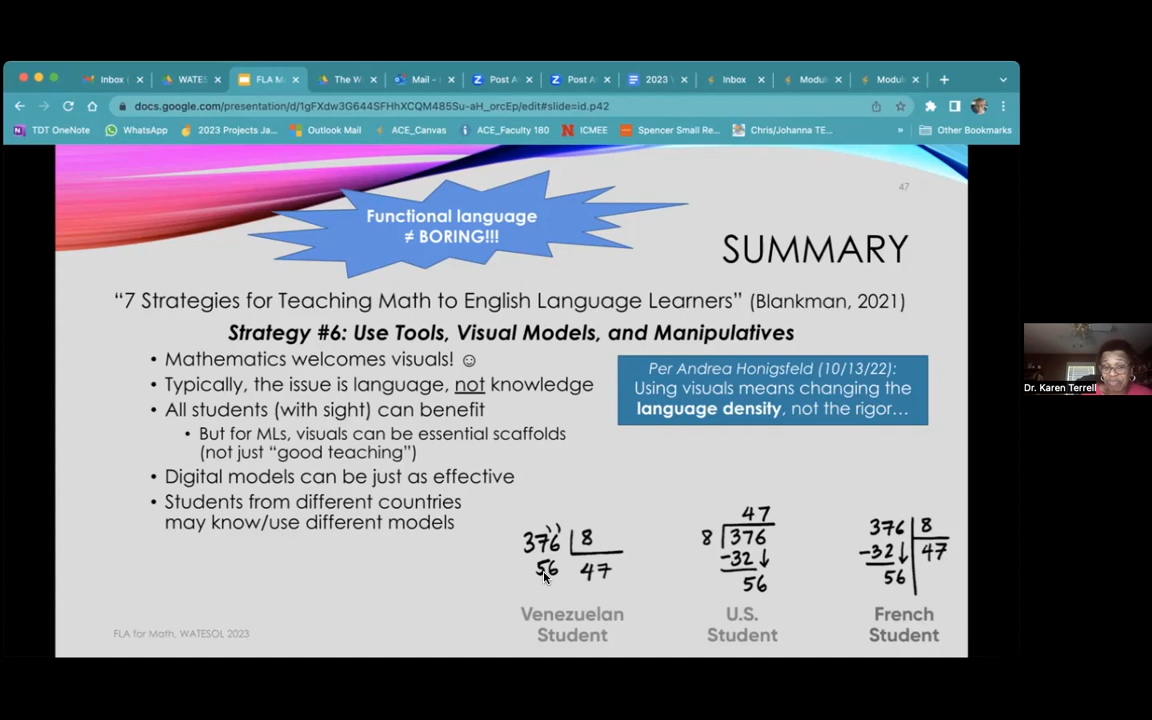 Inbox (
WATES
FLA M
The W
Mail -
Post A
Post A
2023
Inbox
Modul
Modul
docs.google.com/presentation/d/1gFXdw3G644SFHhXCQM485Su-aH_orcEp/edit#slide=id.p42
TDT OneNote
WhatsApp
2023 Projects Ja...
Outlook Mail
ACE_Canvas
ACE_Faculty 180
ICMEE
Spencer Small Re...
Chris/Johanna TE...
»
Other Bookmarks
47
Functional language
≠ BORING!!!
SUMMARY
“7 Strategies for Teaching Math to English Language Learners” (Blankman, 2021)
Strategy #6: Use Tools, Visual Models, and Manipulatives
• Mathematics welcomes visuals! ☺
• Typically, the issue is language, not knowledge
• All students (with sight) can benefit
• But for MLs, visuals can be essential scaffolds
(not just “good teaching”)
• Digital models can be just as effective
• Students from different countries
may know/use different models
Per Andrea Honigsfeld (10/13/22):
Using visuals means changing the
language density, not the rigor…
376 8
56 47
Venezuelan
Student
47
8 376
-32↓
56
U.S.
Student
376 8
-32↓ 47
56
French
Student
FLA for Math, WATESOL 2023
Dr. Karen Terrell